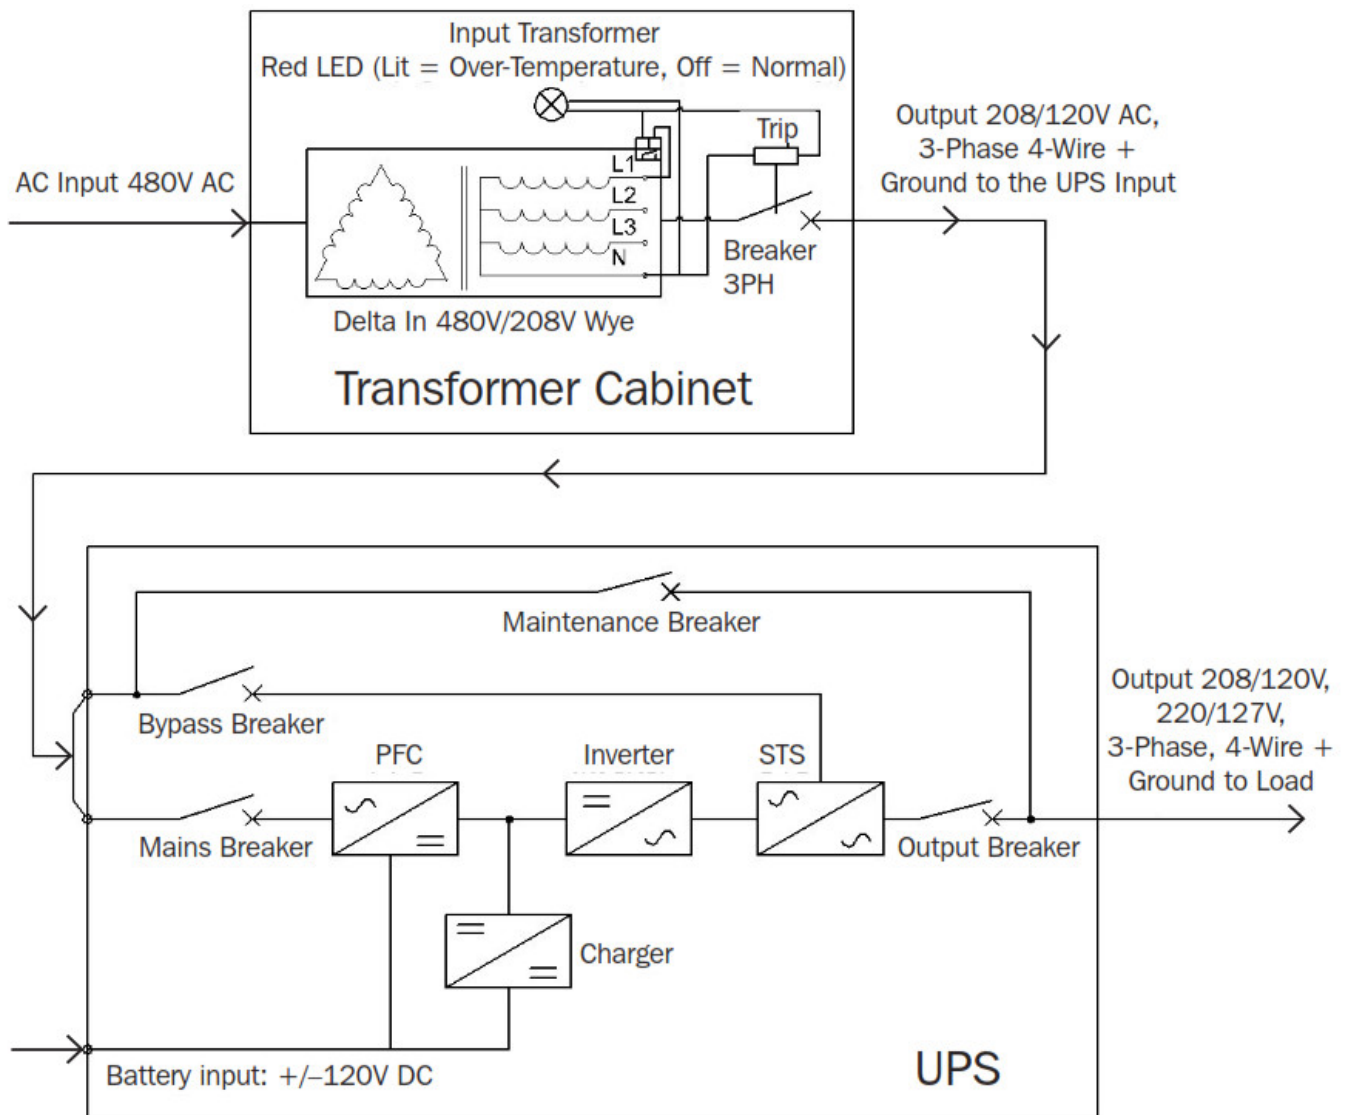 Input Transformer
Red LED (Lit = Over-Temperature, Off = Normal)
AC Input 480V AC
L1
L2
L3
N
Trip
Breaker
3PH
Output 208/120V AC,
3-Phase 4-Wire +
Ground to the UPS Input
Delta In 480V/208V Wye
Transformer Cabinet
Maintenance Breaker
Bypass Breaker
PFC
Inverter
STS
Mains Breaker
Output Breaker
Output 208/120V,
220/127V,
3-Phase, 4-Wire +
Ground to Load
Charger
Battery input: +/–120V DC
UPS